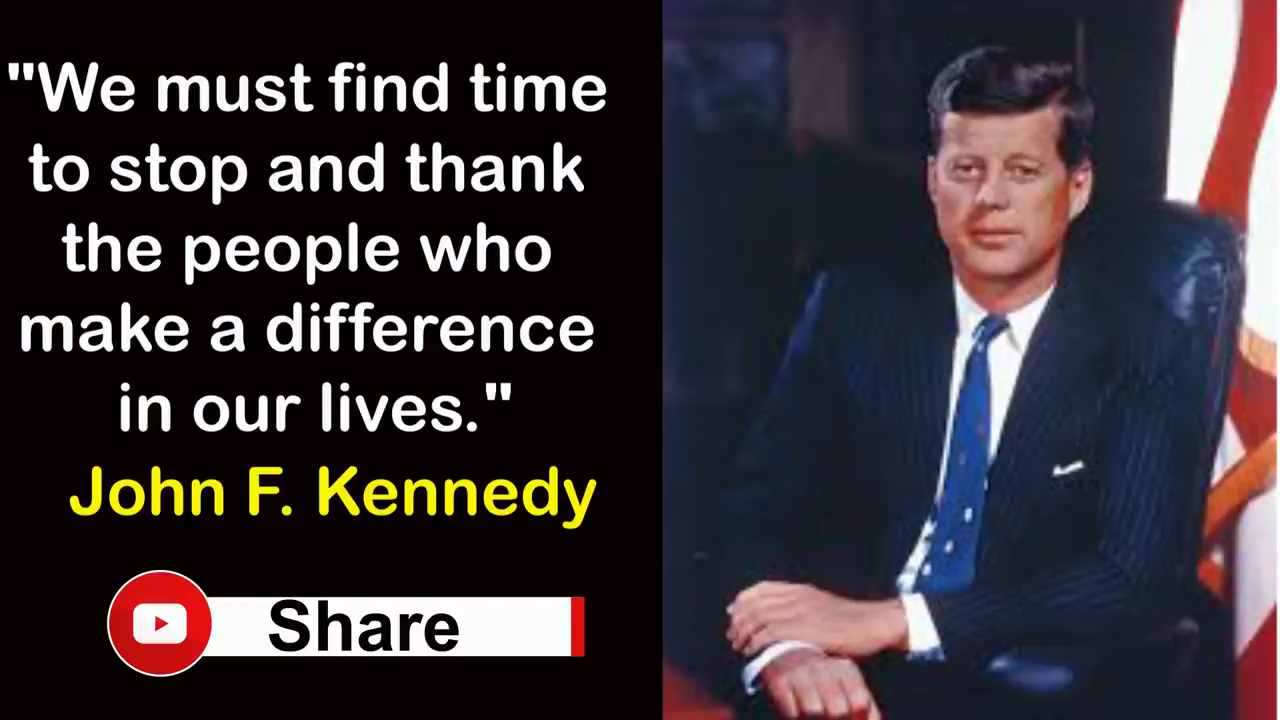 "We must find time
to stop and thank
the people who
make a difference
in our lives."
John F. Kennedy
Share